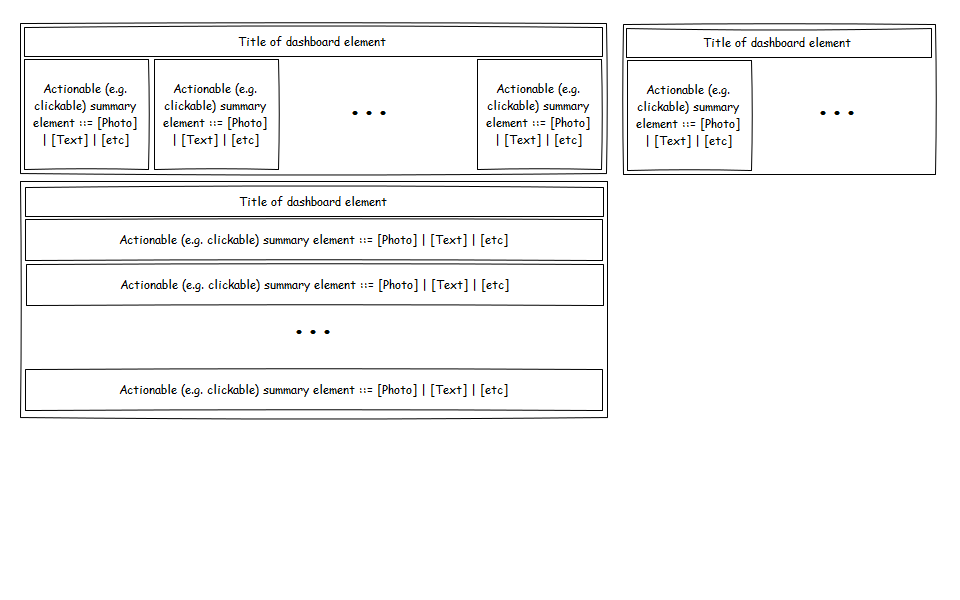 Title of dashboard element
Actionable (e.g.
clickable) summary
element ::= [Photo]
| [Text] | [etc]
Actionable (e.g.
clickable) summary
element ::= [Photo]
| [Text] | [etc]
• • •
Actionable (e.g.
clickable) summary
element ::= [Photo]
| [Text] | [etc]
Title of dashboard element
Actionable (e.g.
clickable) summary
element ::= [Photo]
| [Text] | [etc]
• • •
Title of dashboard element
Actionable (e.g. clickable) summary element ::= [Photo] | [Text] | [etc]
Actionable (e.g. clickable) summary element ::= [Photo] | [Text] | [etc]
• • •
Actionable (e.g. clickable) summary element ::= [Photo] | [Text] | [etc]